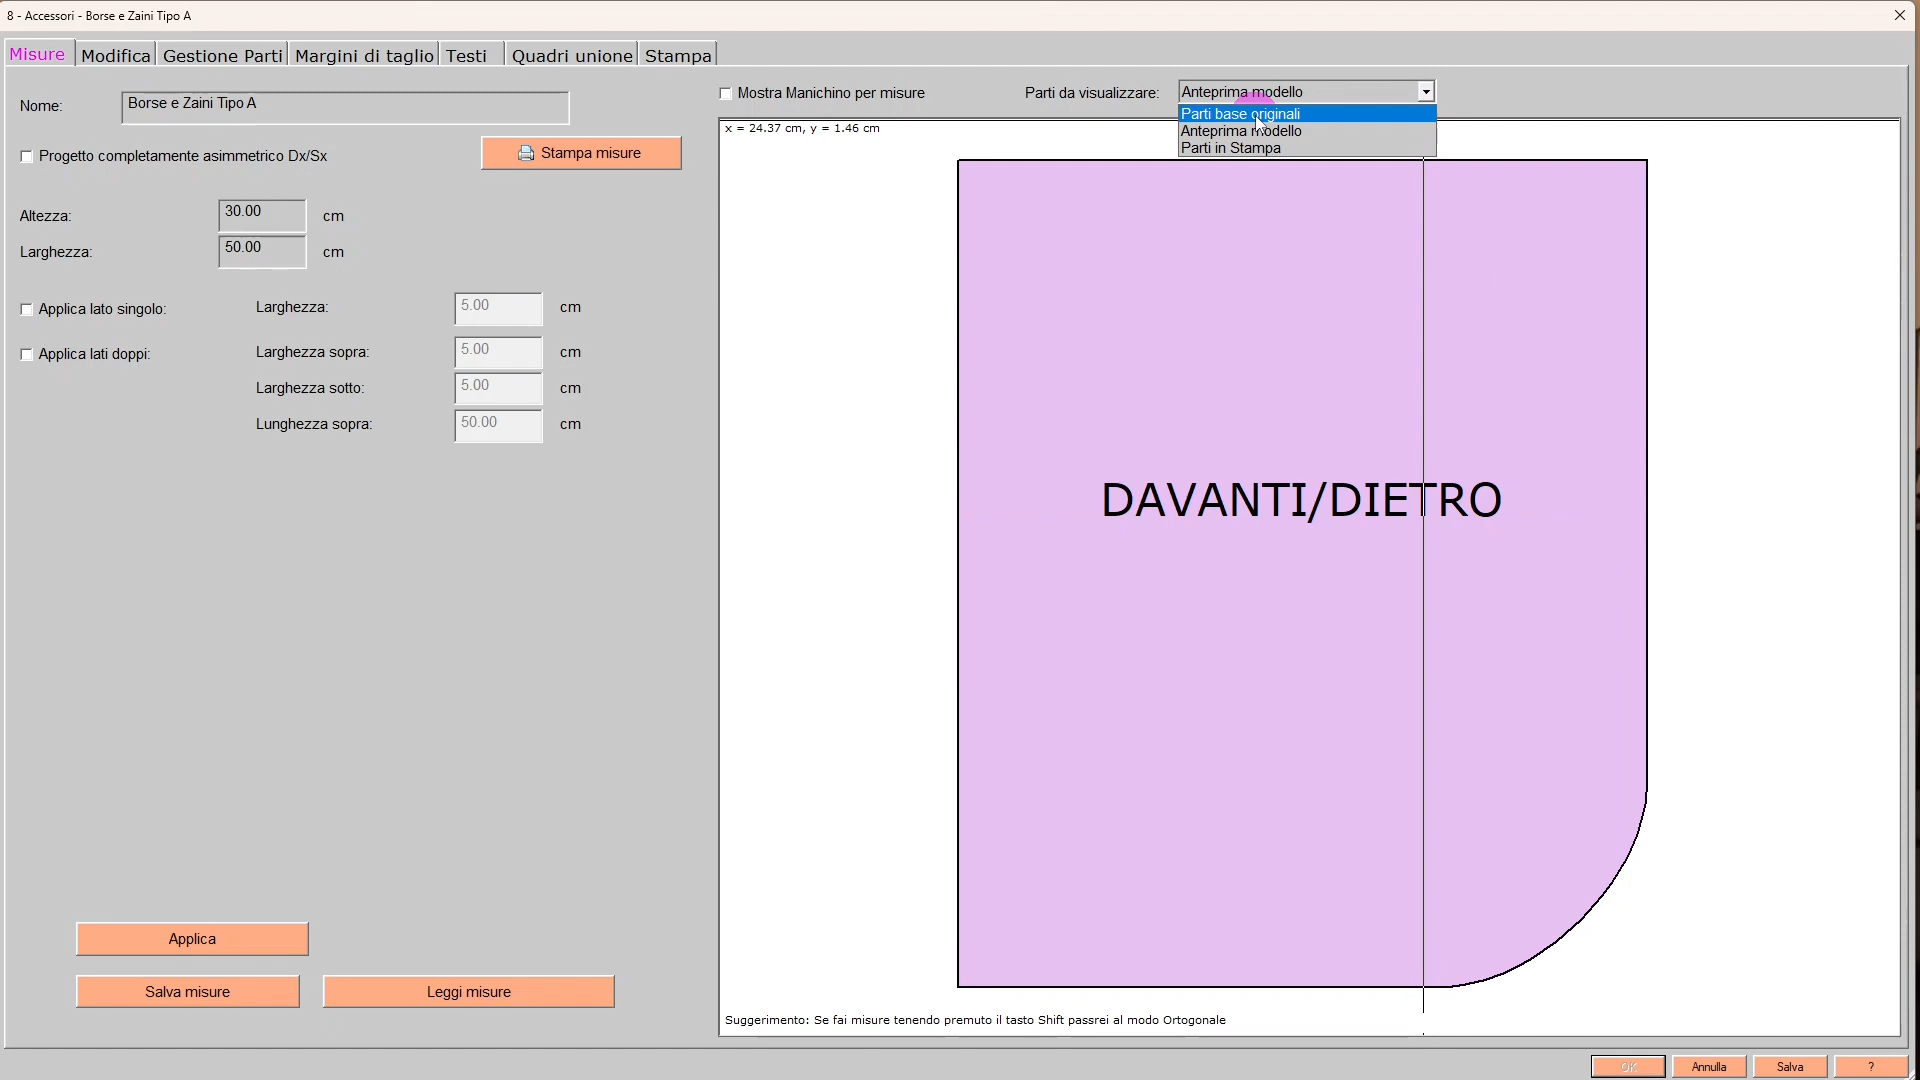 8 - Accessori - Borse e Zaini Tipo A
Misure Modifica Gestione Parti Margini di taglio Testi Quadri unione Stampa
Nome: Borse e Zaini Tipo A
Mostra Manichino per misure Parti da visualizzare: Anteprima modello
Parti base originali
Anteprima modello
Parti in Stampa
x = 24.37 cm, y = 1.46 cm
Progetto completamente asimmetrico Dx/Sx
Stampa misure
Altezza: 30.00 cm
Larghezza: 50.00 cm
Applica lato singolo: Larghezza: 5.00 cm
Applica lati doppi: Larghezza sopra: 5.00 cm
Larghezza sotto: 5.00 cm
Lunghezza sopra: 50.00 cm
DAVANTI/DIETRO
Applica
Salva misure Leggi misure
Suggerimento: Se fai misure tenendo premuto il tasto Shift passrei al modo Ortogonale
OK Annulla Salva ?